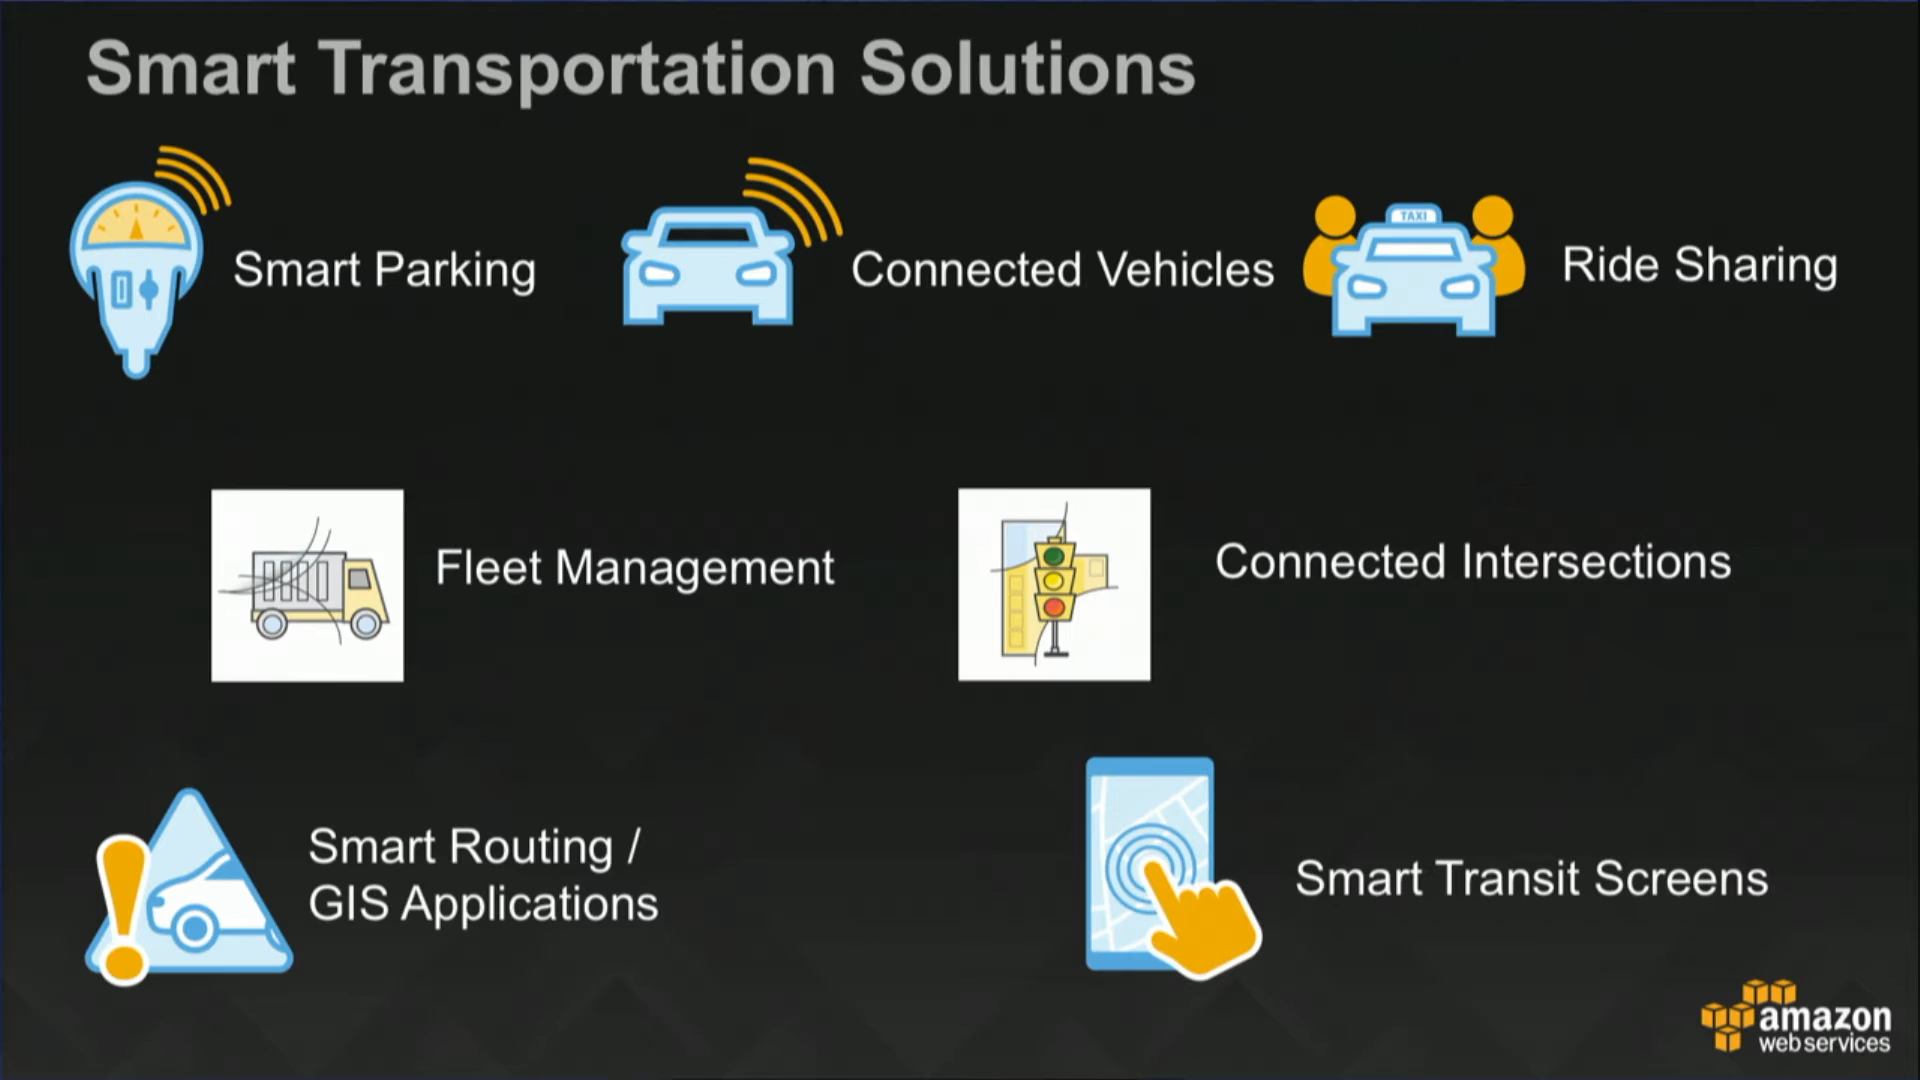 Smart Transportation Solutions
Smart Parking
Connected Vehicles
TAXI
Ride Sharing
Fleet Management
Connected Intersections
Smart Routing /
GIS Applications
Smart Transit Screens
amazon
web services